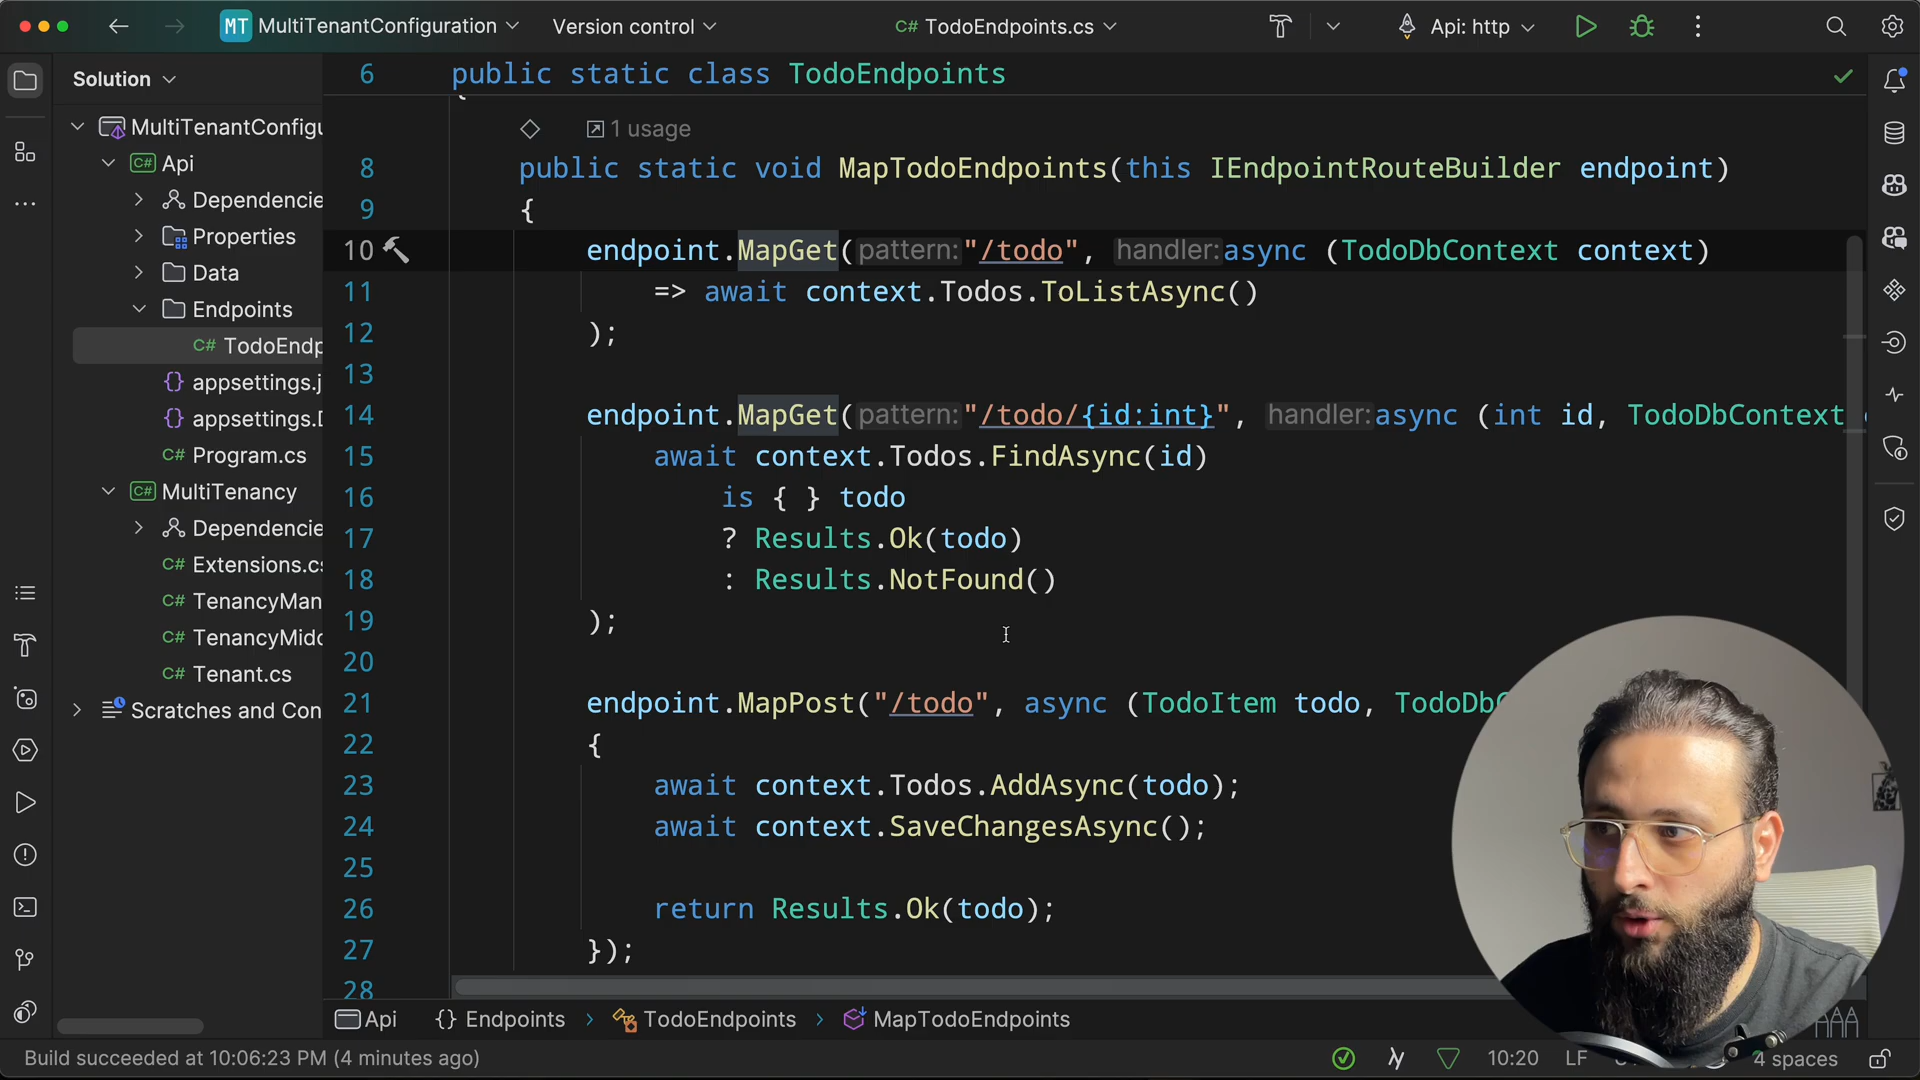 MT MultiTenantConfiguration Version control C# TodoEndpoints.cs Api: http
Solution
6 public static class TodoEndpoints
MultiTenantConfigu
{
1 usage
C# Api
8 public static void MapTodoEndpoints(this IEndpointRouteBuilder endpoint)
Dependencie
9 {
Properties
10 endpoint.MapGet(pattern:"/todo", handler:async (TodoDbContext context)
Data
11 => await context.Todos.ToListAsync()
Endpoints
12 );
C# TodoEndp
13
{} appsettings.j
14 endpoint.MapGet(pattern:"/todo/{id:int}", handler:async (int id, TodoDbContext
{} appsettings.D
15 await context.Todos.FindAsync(id)
C# Program.cs
16 is { } todo
C# MultiTenancy
17 ? Results.Ok(todo)
Dependencie
18 : Results.NotFound()
C# Extensions.cs
19 );
C# TenancyMan
20
C# TenancyMidd
21 endpoint.MapPost("/todo", async (TodoItem todo, TodoDbC
C# Tenant.cs
22 {
Scratches and Con
23 await context.Todos.AddAsync(todo);
24 await context.SaveChangesAsync();
25
26 return Results.Ok(todo);
27 });
28
Api {} Endpoints › TodoEndpoints › MapTodoEndpoints
Build succeeded at 10:06:23 PM (4 minutes ago) 10:20 LF 4 spaces